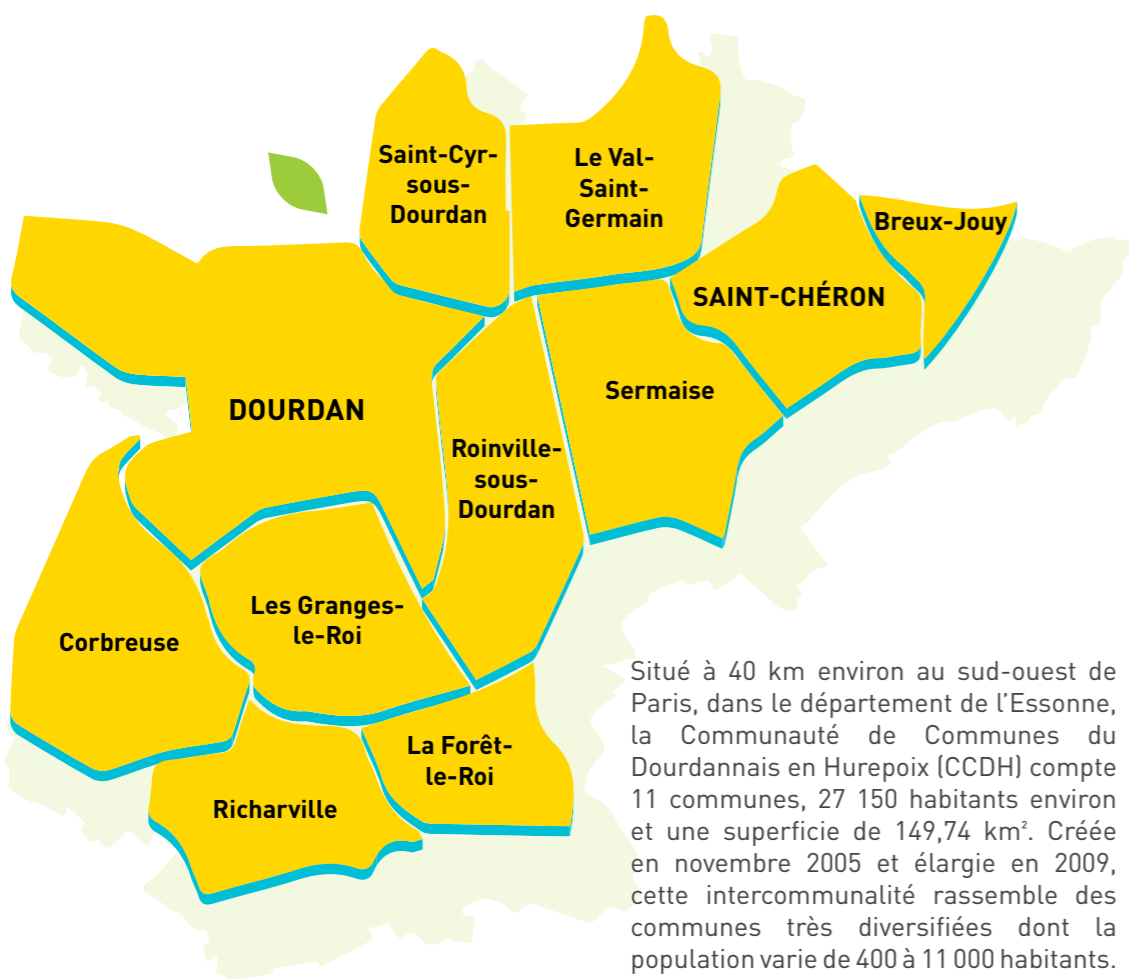 Saint-Cyr-
sous-
Dourdan
Le Val-
Saint-
Germain
Breux-Jouy
SAINT-CHÉRON
Sermaise
DOURDAN
Roinville-
sous-
Dourdan
Les Granges-
le-Roi
Corbreuse
La Forêt-
le-Roi
Richarville
Situé à 40 km environ au sud-ouest de
Paris, dans le département de l’Essonne,
la Communauté de Communes du
Dourdannais en Hurepoix (CCDH) compte
11 communes, 27 150 habitants environ
et une superficie de 149,74 km². Créée
en novembre 2005 et élargie en 2009,
cette intercommunalité rassemble des
communes très diversifiées dont la
population varie de 400 à 11 000 habitants.